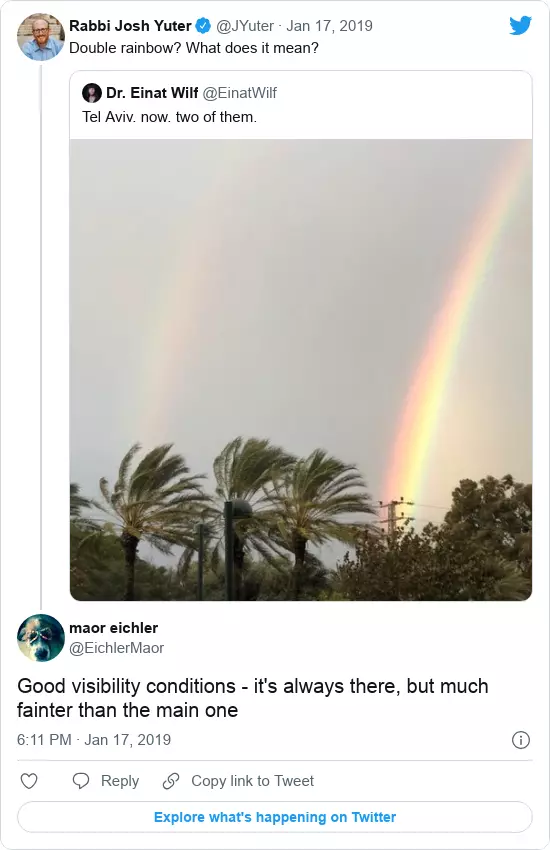 Rabbi Josh Yuter @JYuter · Jan 17, 2019
Double rainbow? What does it mean?
Dr. Einat Wilf @EinatWilf
Tel Aviv. now. two of them.
maor eichler
@EichlerMaor
Good visibility conditions - it's always there, but much
fainter than the main one
6:11 PM · Jan 17, 2019
Reply Copy link to Tweet
Explore what's happening on Twitter